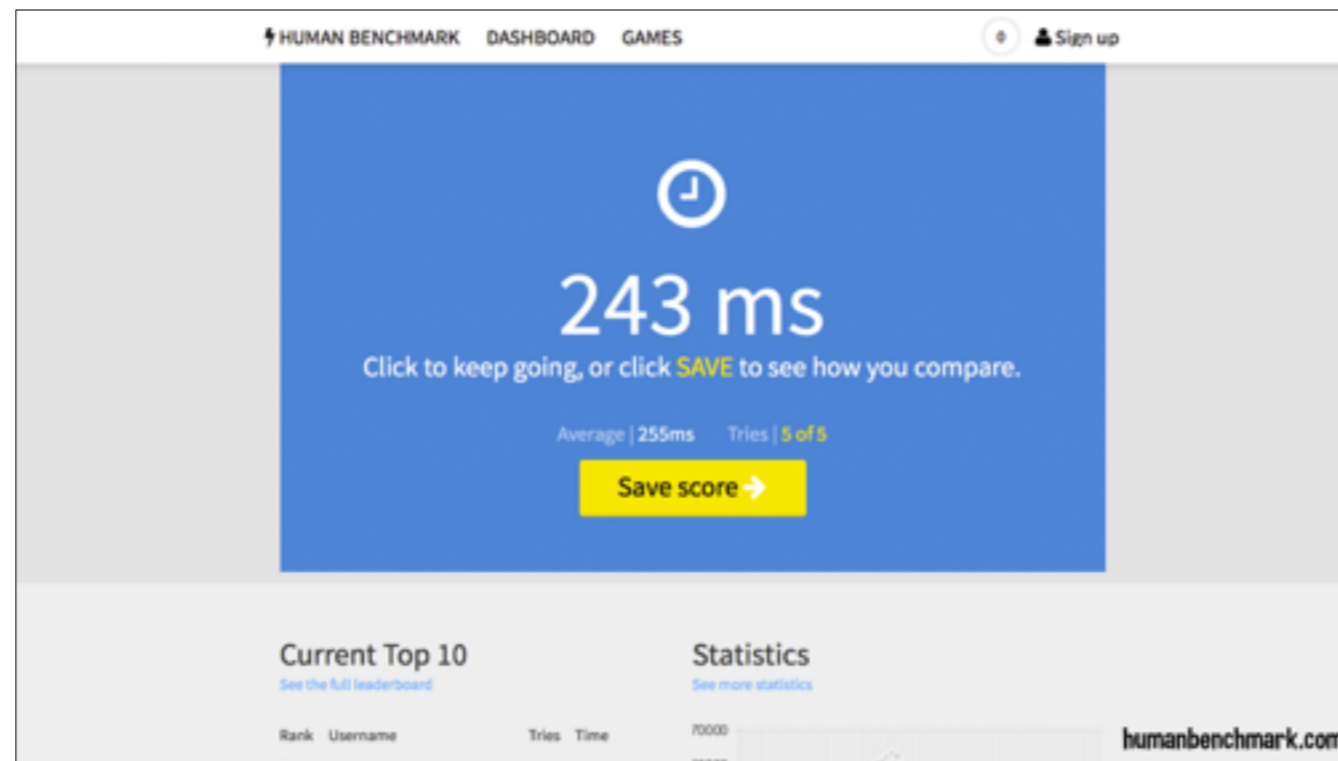 HUMAN BENCHMARK DASHBOARD GAMES Sign up
243 ms
Click to keep going, or click SAVE to see how you compare.
Average | 255ms Tries | 5 of 5
Save score
Current Top 10
See the full leaderboard
Rank Username Tries Time
Statistics
See more statistics
70000
humanbenchmark.com